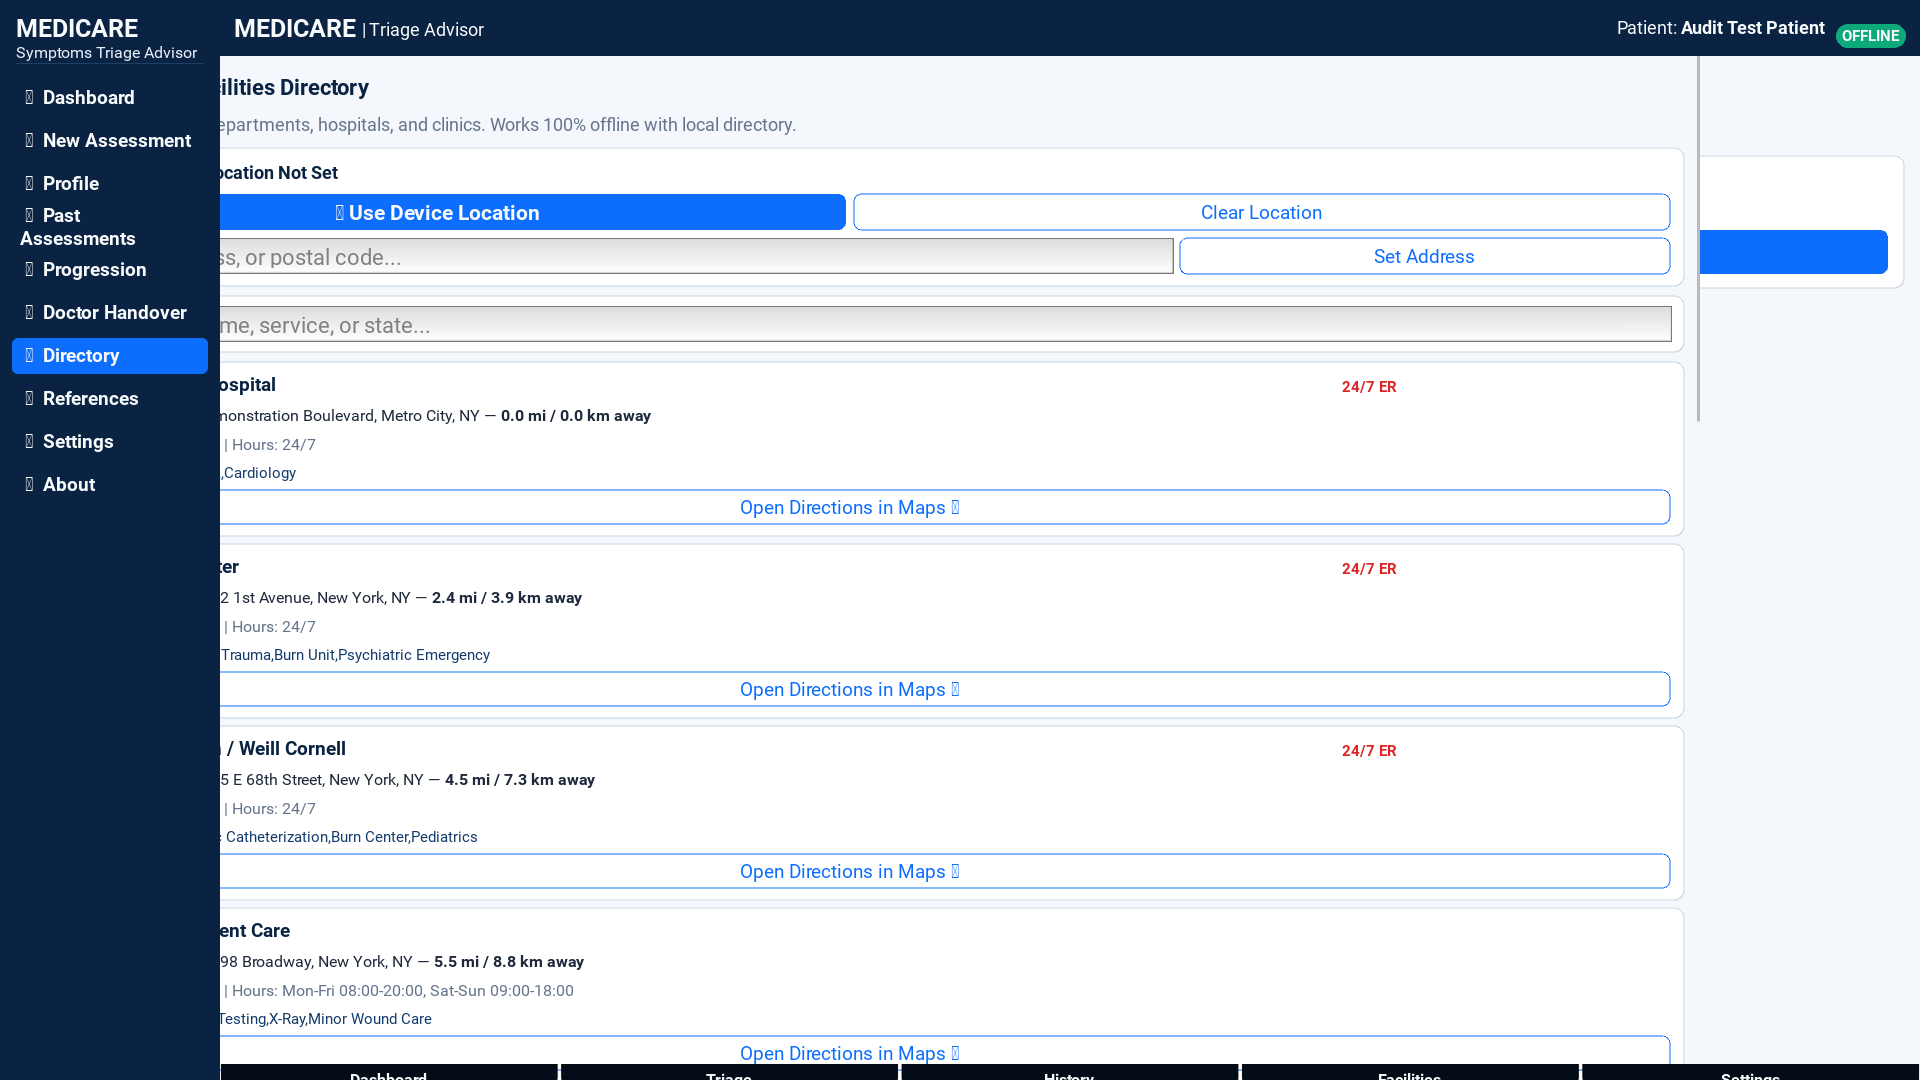 MEDICARE
Symptoms Triage Advisor
Dashboard
New Assessment
Profile
Past
Assessments
Progression
Doctor Handover
Directory
References
Settings
About
MEDICARE | Triage Advisor
Patient: Audit Test Patient OFFLINE
cilities Directory
epartments, hospitals, and clinics. Works 100% offline with local directory.
ocation Not Set
Use Device Location
Clear Location
ss, or postal code...
Set Address
me, service, or state...
ospital 24/7 ER
monstration Boulevard, Metro City, NY — 0.0 mi / 0.0 km away
| Hours: 24/7
,Cardiology
Open Directions in Maps
ter 24/7 ER
2 1st Avenue, New York, NY — 2.4 mi / 3.9 km away
| Hours: 24/7
Trauma,Burn Unit,Psychiatric Emergency
Open Directions in Maps
/ Weill Cornell 24/7 ER
5 E 68th Street, New York, NY — 4.5 mi / 7.3 km away
| Hours: 24/7
c Catheterization,Burn Center,Pediatrics
Open Directions in Maps
ent Care
98 Broadway, New York, NY — 5.5 mi / 8.8 km away
| Hours: Mon-Fri 08:00-20:00, Sat-Sun 09:00-18:00
Testing,X-Ray,Minor Wound Care
Open Directions in Maps
Dashboard Triage History Facilities Settings